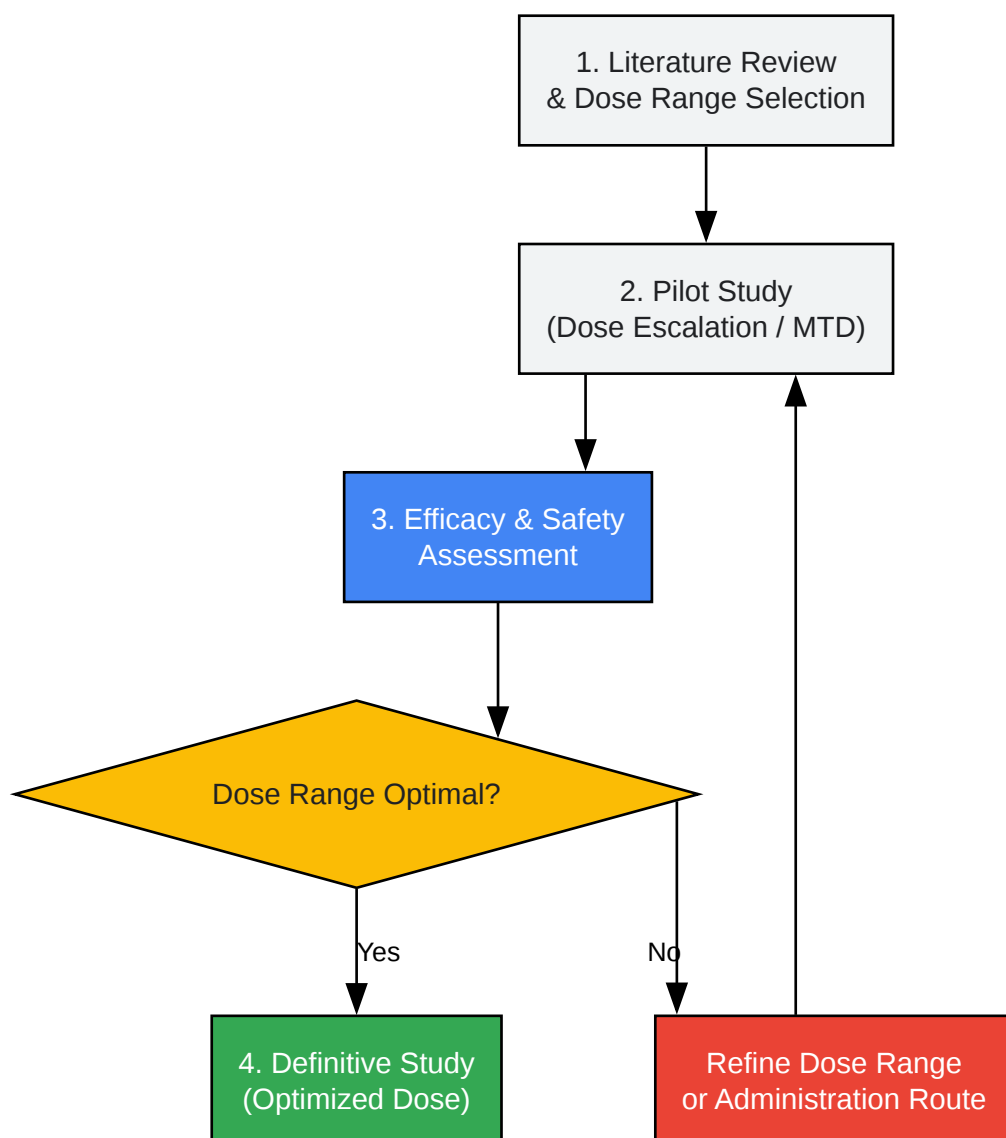 1. Literature Review
& Dose Range Selection
2. Pilot Study
(Dose Escalation / MTD)
3. Efficacy & Safety
Assessment
Dose Range Optimal?
Yes
No
4. Definitive Study
(Optimized Dose)
Refine Dose Range
or Administration Route